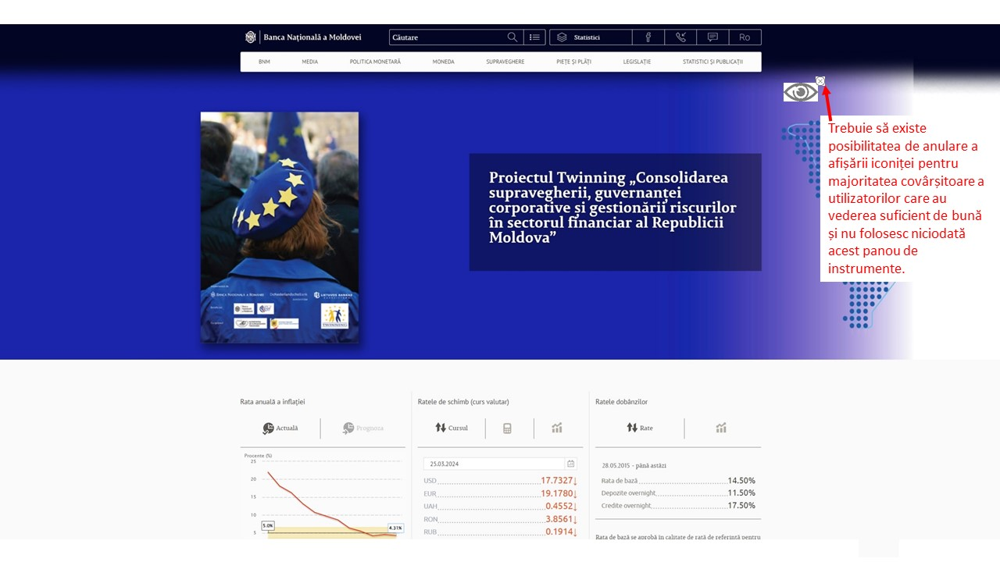 Banca Națională a Moldovei
Căutare
Statistici
Ro
BNM
MEDIA
POLITICA MONETARĂ
MONEDA
SUPRAVEGHERE
PIEȚE ȘI PLĂȚI
LEGISLAȚIE
STATISTICI ȘI PUBLICAȚII
Proiectul Twinning „Consolidarea
supravegherii, guvernanței
corporative și gestionării riscurilor
în sectorul financiar al Republicii
Moldova”
Trebuie să existe
posibilitatea de anulare a
afișării iconiței pentru
majoritatea covârșitoare a
utilizatorilor care au
vederea suficient de bună
și nu folosesc niciodată
acest panou de
instrumente.
BANCA NAȚIONALĂ A ROMÂNIEI
LIETUVOS BANKAS
TWINNING
Rata anuală a inflației
Actuală
Prognoza
Procente (%)
25
20
15
10
5
5.0%
4.31%
Ratele de schimb (curs valutar)
Cursul
25.03.2024
USD 17.7327↓
EUR 19.1780↓
UAH 0.4552↓
RON 3.8561↓
RUB 0.1914↓
Ratele dobânzilor
Rate
28.05.2015 - până astăzi
Rata de bază 14.50%
Depozite overnight 11.50%
Credite overnight 17.50%
Rata de bază se aprobă în calitate de rată de referință pentru